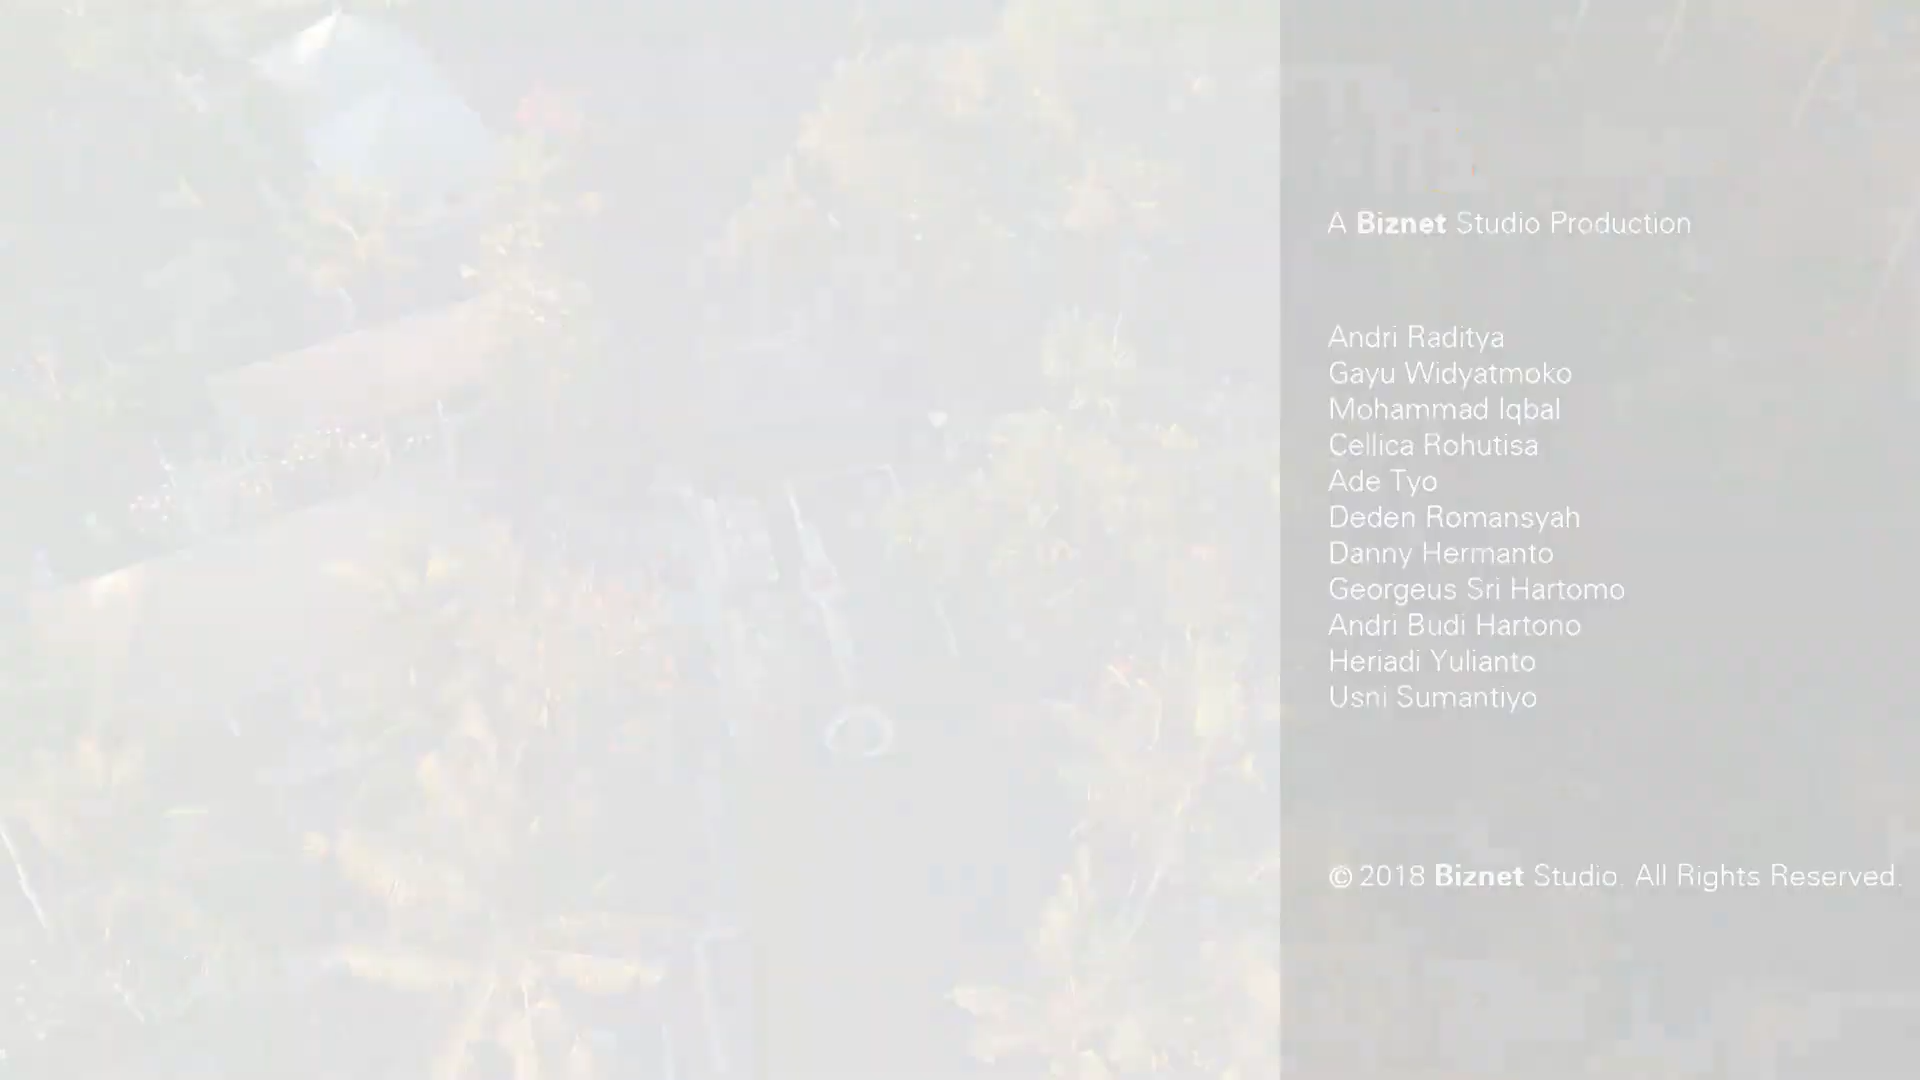 A Biznet Studio Production
Andri Raditya
Gayu Widyatmoko
Mohammad Iqbal
Cellica Rohutisa
Ade Tyo
Deden Romansyah
Danny Hermanto
Georgeus Sri Hartomo
Andri Budi Hartono
Heriadi Yulianto
Usni Sumantiyo
© 2018 Biznet Studio. All Rights Reserved.